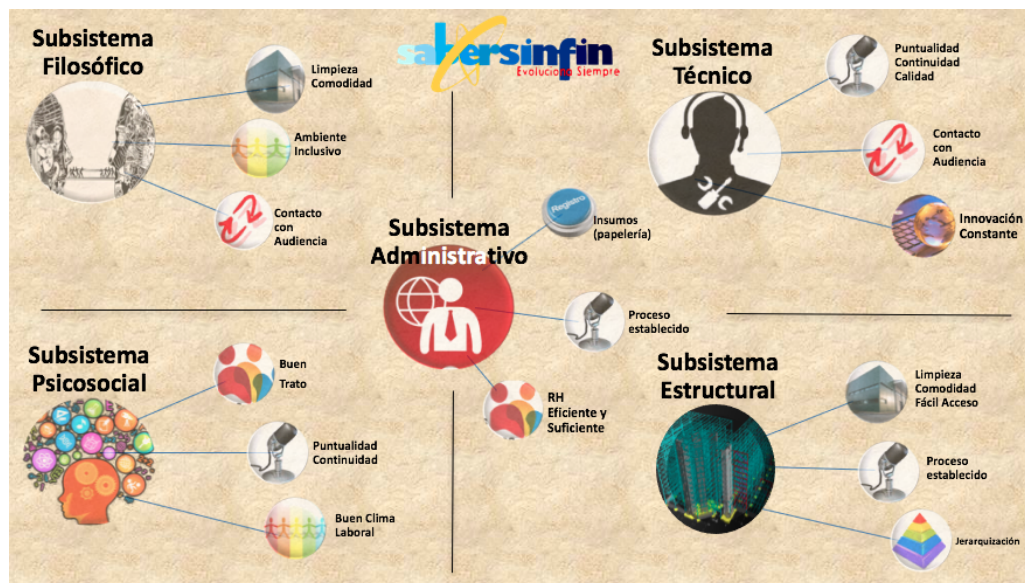 Subsistema
Filosófico
Limpieza
Comodidad
Ambiente
Inclusivo
Contacto
con
Audiencia
sabersinfin
Evoluciona Siempre
Subsistema
Técnico
Puntualidad
Continuidad
Calidad
Contacto
con
Audiencia
Innovación
Constante
Subsistema
Administrativo
Registro
Insumos
(papelería)
Proceso
establecido
RH
Eficiente y
Suficiente
Subsistema
Psicosocial
Buen
Trato
Puntualidad
Continuidad
Buen Clima
Laboral
Subsistema
Estructural
Limpieza
Comodidad
Fácil Acceso
Proceso
establecido
Jerarquización